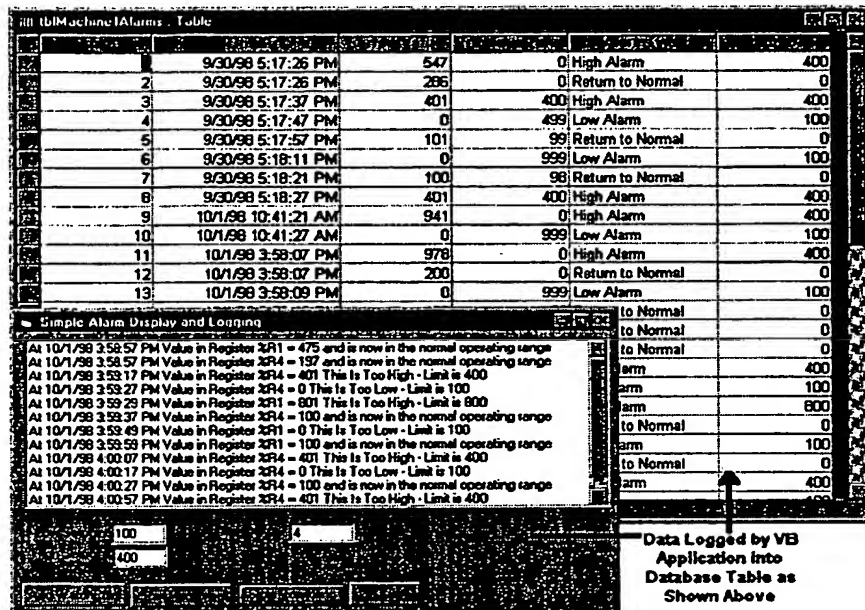 tblMachine1Alarms : Table
1 9/30/98 5:17:26 PM 547 0 High Alarm 400
2 9/30/98 5:17:26 PM 286 0 Return to Normal 0
3 9/30/98 5:17:37 PM 401 400 High Alarm 400
4 9/30/98 5:17:47 PM 0 499 Low Alarm 100
5 9/30/98 5:17:57 PM 101 99 Return to Normal 0
6 9/30/98 5:18:11 PM 0 999 Low Alarm 100
7 9/30/98 5:18:21 PM 100 98 Return to Normal 0
8 9/30/98 5:18:27 PM 401 400 High Alarm 400
9 10/1/98 10:41:21 AM 941 0 High Alarm 400
10 10/1/98 10:41:27 AM 0 999 Low Alarm 100
11 10/1/98 3:58:07 PM 978 0 High Alarm 400
12 10/1/98 3:58:07 PM 200 0 Return to Normal 0
13 10/1/98 3:58:09 PM 0 999 Low Alarm 100
to Normal 0
to Normal 0
to Normal 0
larm 400
arm 100
larm 800
to Normal 0
arm 100
to Normal 0
larm 400
Simple Alarm Display and Logging
At 10/1/98 3:58:57 PM Value in Register %R1 = 475 and is now in the normal operating range
At 10/1/98 3:58:57 PM Value in Register %R4 = 197 and is now in the normal operating range
At 10/1/98 3:59:17 PM Value in Register %R4 = 401 This Is Too High - Limit is 400
At 10/1/98 3:59:27 PM Value in Register %R4 = 0 This Is Too Low - Limit is 100
At 10/1/98 3:59:29 PM Value in Register %R1 = 801 This Is Too High - Limit is 800
At 10/1/98 3:59:37 PM Value in Register %R4 = 100 and is now in the normal operating range
At 10/1/98 3:59:49 PM Value in Register %R1 = 0 This Is Too Low - Limit is 100
At 10/1/98 3:59:59 PM Value in Register %R1 = 100 and is now in the normal operating range
At 10/1/98 4:00:07 PM Value in Register %R4 = 401 This Is Too High - Limit is 400
At 10/1/98 4:00:17 PM Value in Register %R4 = 0 This Is Too Low - Limit is 100
At 10/1/98 4:00:27 PM Value in Register %R4 = 100 and is now in the normal operating range
At 10/1/98 4:00:57 PM Value in Register %R4 = 401 This Is Too High - Limit is 400
100 4
400
Data Logged by VB
Application into
Database Table as
Shown Above